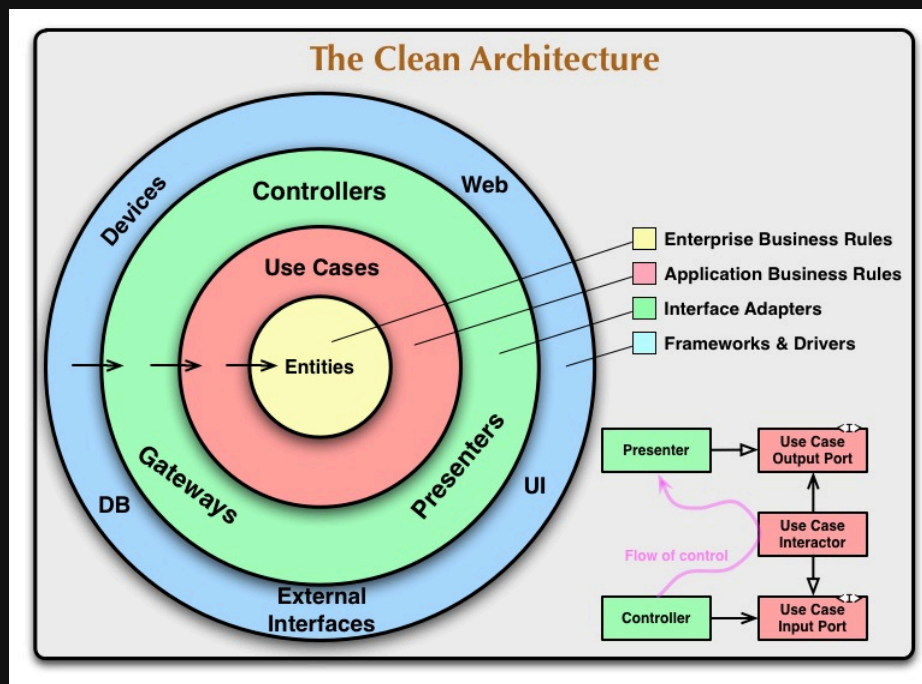 The Clean Architecture
Devices
Web
Controllers
Use Cases
Entities
Gateways
Presenters
DB
UI
External
Interfaces
Enterprise Business Rules
Application Business Rules
Interface Adapters
Frameworks & Drivers
Presenter
<I>
Use Case
Output Port
Use Case
Interactor
Flow of control
Controller
<I>
Use Case
Input Port